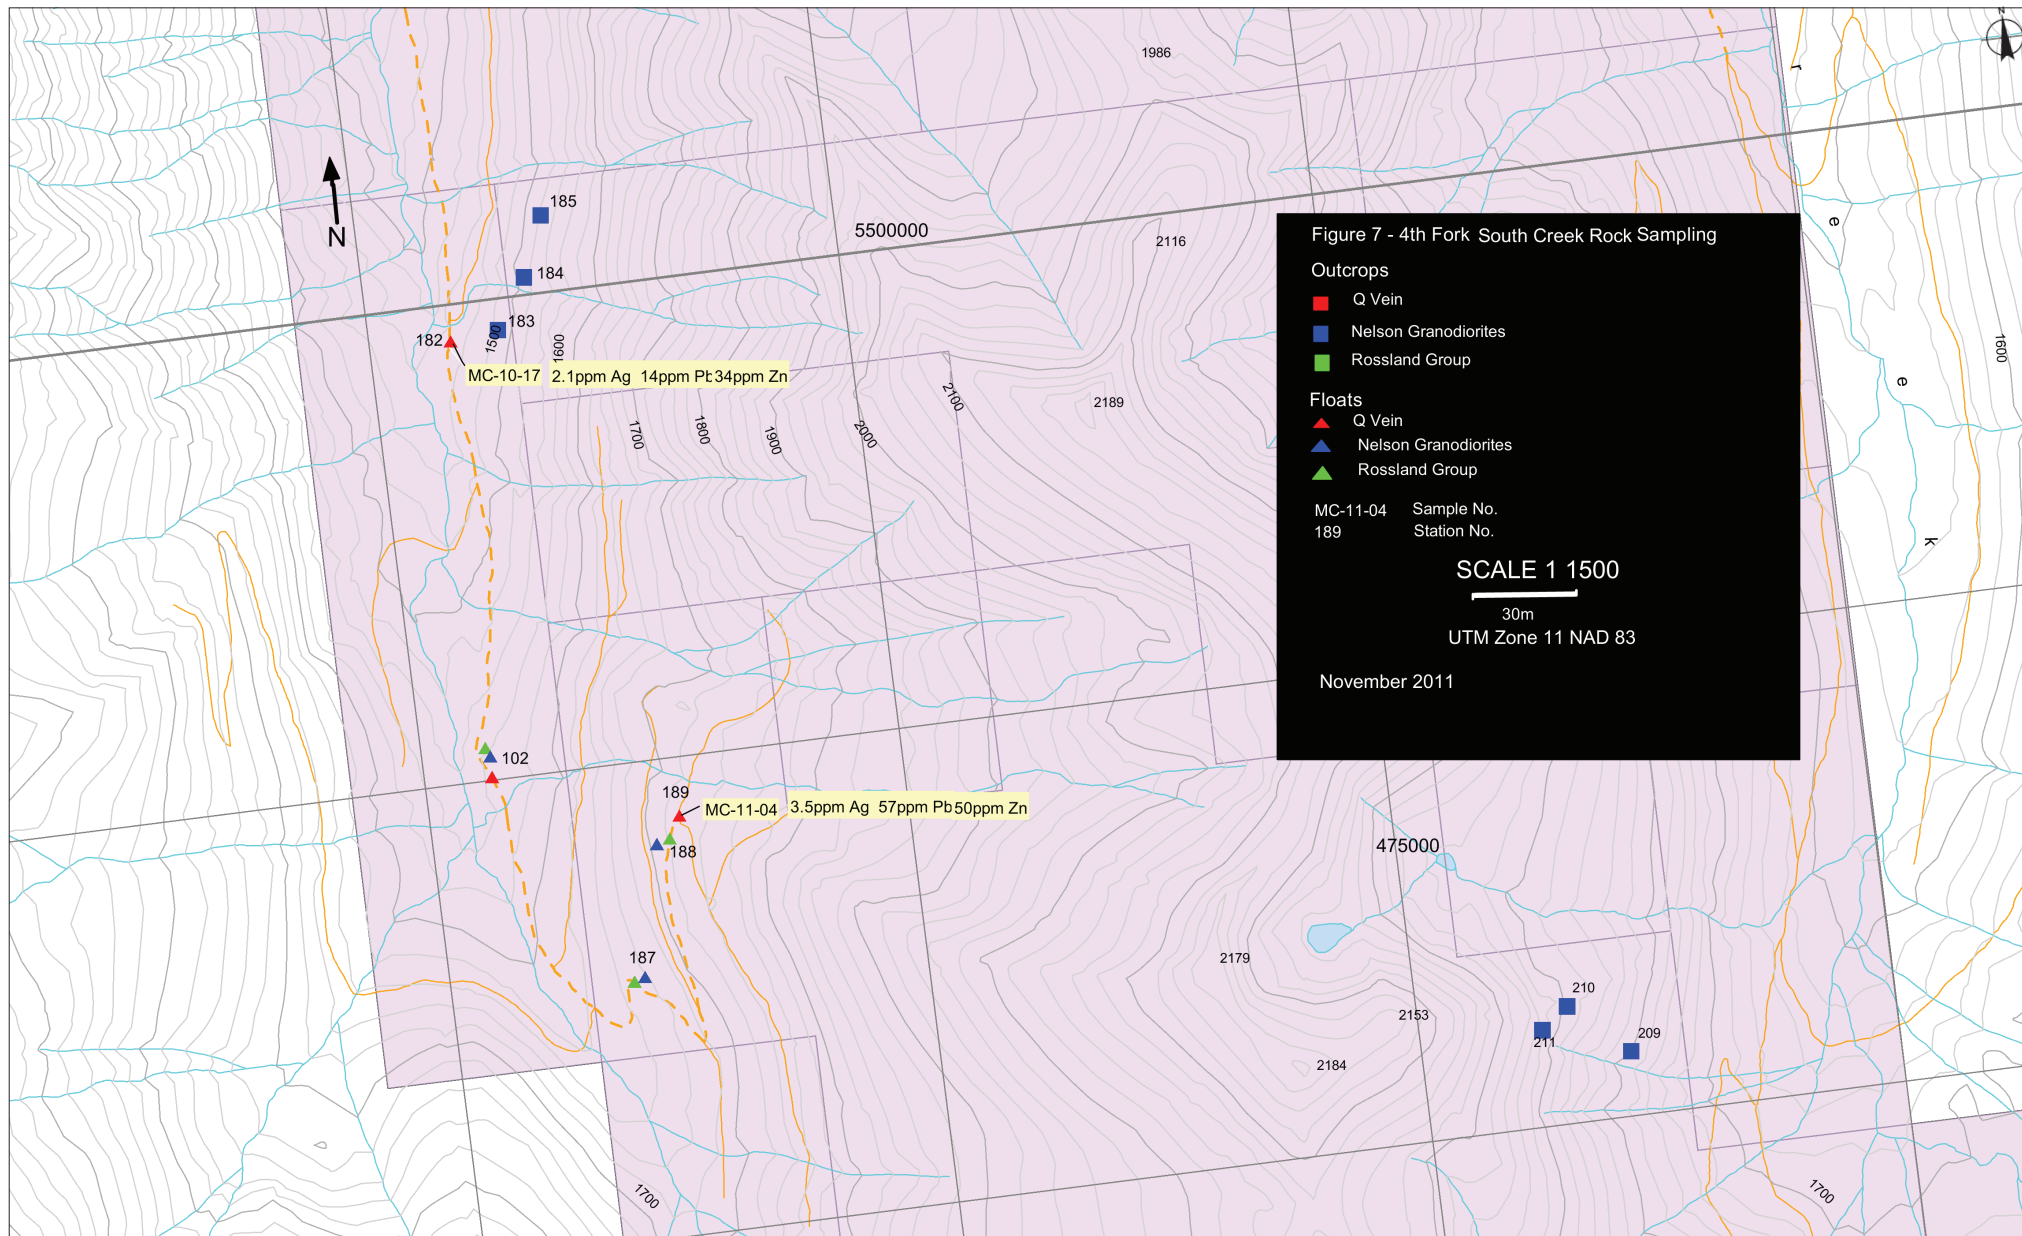 1986
r
z
185
N
5500000
2116
e
184
183
182
1500
1600
MC-10-17 2.1ppm Ag 14ppm Pb 34ppm Zn
2100
2189
1700
1800
1900
2000
Figure 7 - 4th Fork South Creek Rock Sampling
Outcrops
Q Vein
Nelson Granodiorites
Rossland Group
Floats
Q Vein
Nelson Granodiorites
Rossland Group
MC-11-04 Sample No.
189 Station No.
SCALE 1 1500
30m
UTM Zone 11 NAD 83
November 2011
1600
e
k
102
189
MC-11-04 3.5ppm Ag 57ppm Pb 50ppm Zn
188
475000
187
2179
2153
2184
210
211
209
1700
1700